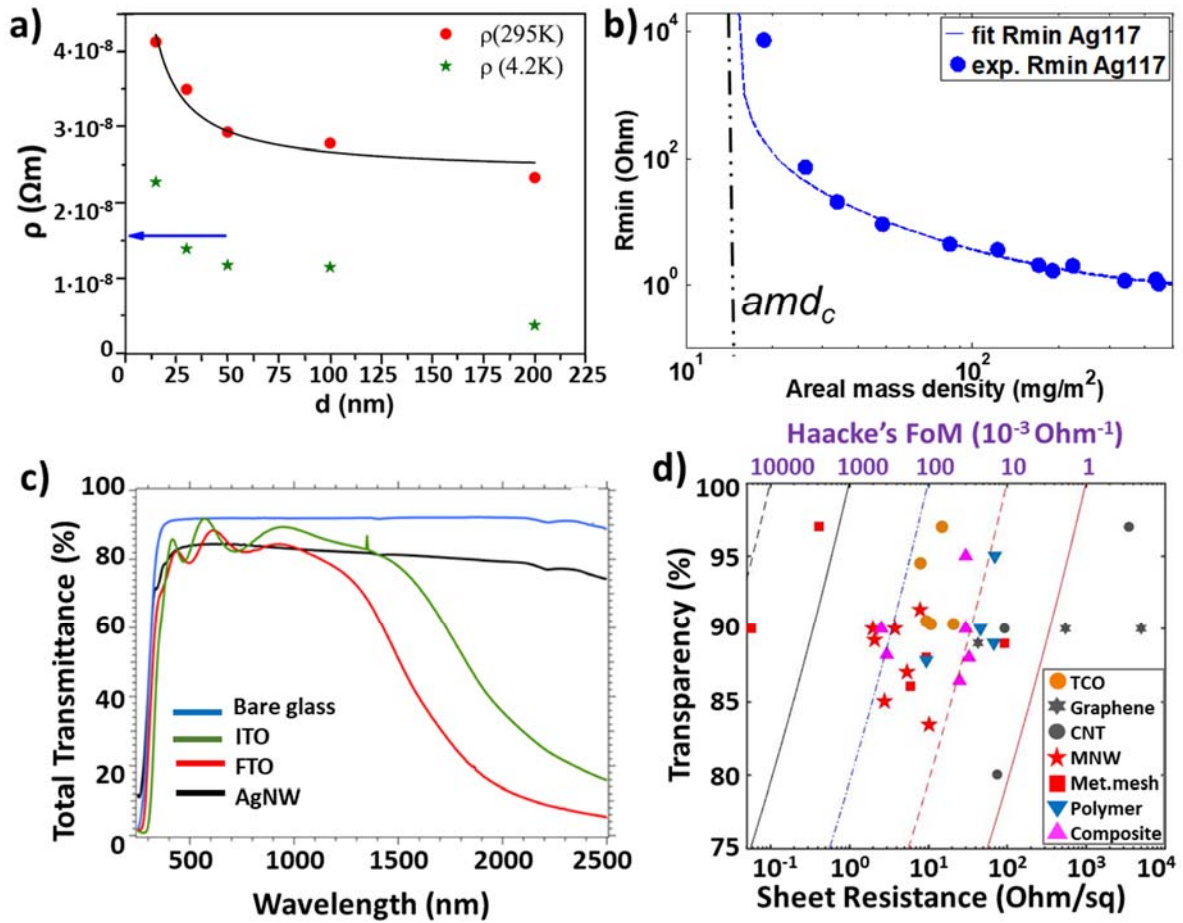 a)
ρ(295K)
ρ (4.2K)
4·10⁻⁸
3·10⁻⁸
2·10⁻⁸
1·10⁻⁸
0
ρ (Ωm)
0 25 50 75 100 125 150 175 200 225
d (nm)
b)
fit Rmin Ag117
exp. Rmin Ag117
10⁴
10²
10⁰
Rmin (Ohm)
amd_c
10¹ 10²
Areal mass density (mg/m²)
c)
100
80
60
40
20
0
Total Transmittance (%)
Bare glass
ITO
FTO
AgNW
500 1000 1500 2000 2500
Wavelength (nm)
Haacke's FoM (10⁻³ Ohm⁻¹)
d)
10000 1000 100 10 1
100
95
90
85
80
75
Transparency (%)
TCO
Graphene
CNT
MNW
Met.mesh
Polymer
Composite
10⁻¹ 10⁰ 10¹ 10² 10³ 10⁴
Sheet Resistance (Ohm/sq)